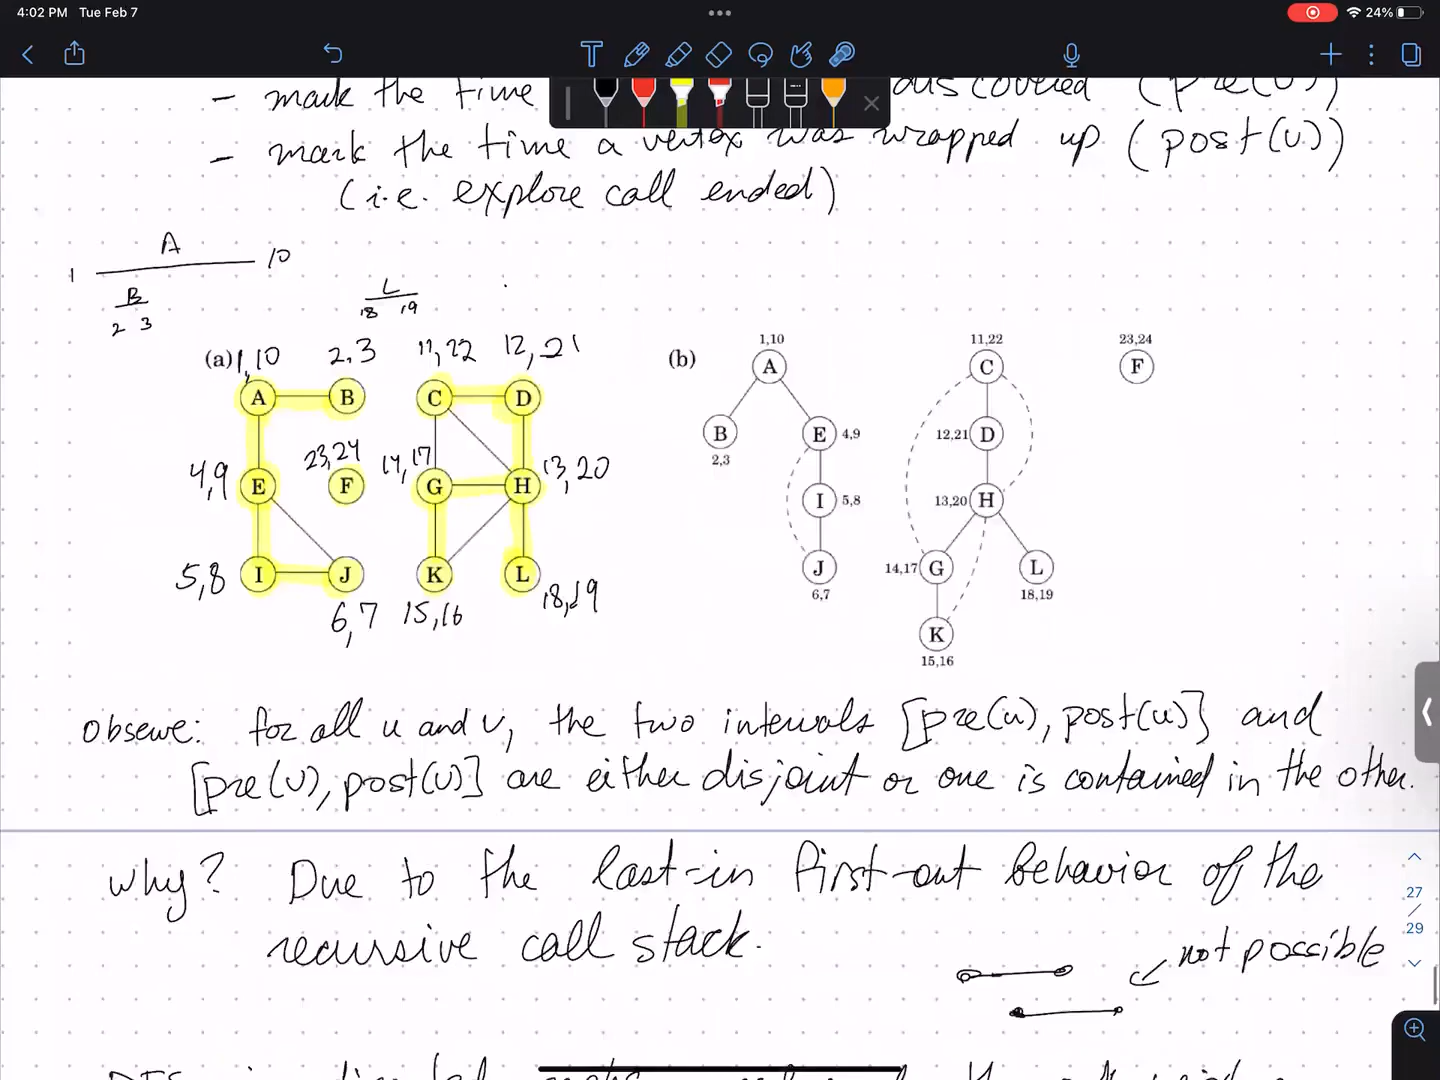 4:02 PM Tue Feb 7
24%
- mark the time discovered (pre(u))
- mark the time a vertex was wrapped up (post(u))
(i.e. explore call ended)
A
1 10
B
2 3
L
18 19
(a) 1,10 2,3 11,22 12,21
A B C D
4,9 23,24 14,17 13,20
E F G H
5,8 I J K L 18,19
6,7 15,16
(b) 1,10 11,22 23,24
A C F
B E 4,9 12,21 D
2,3
I 5,8 13,20 H
J 14,17 G L
6,7 18,19
K
15,16
Observe: for all u and v, the two intervals [pre(u), post(u)] and
[pre(v), post(v)] are either disjoint or one is contained in the other.
Why? Due to the last-in first-out behavior of the
recursive call stack.
not possible
27
/
29